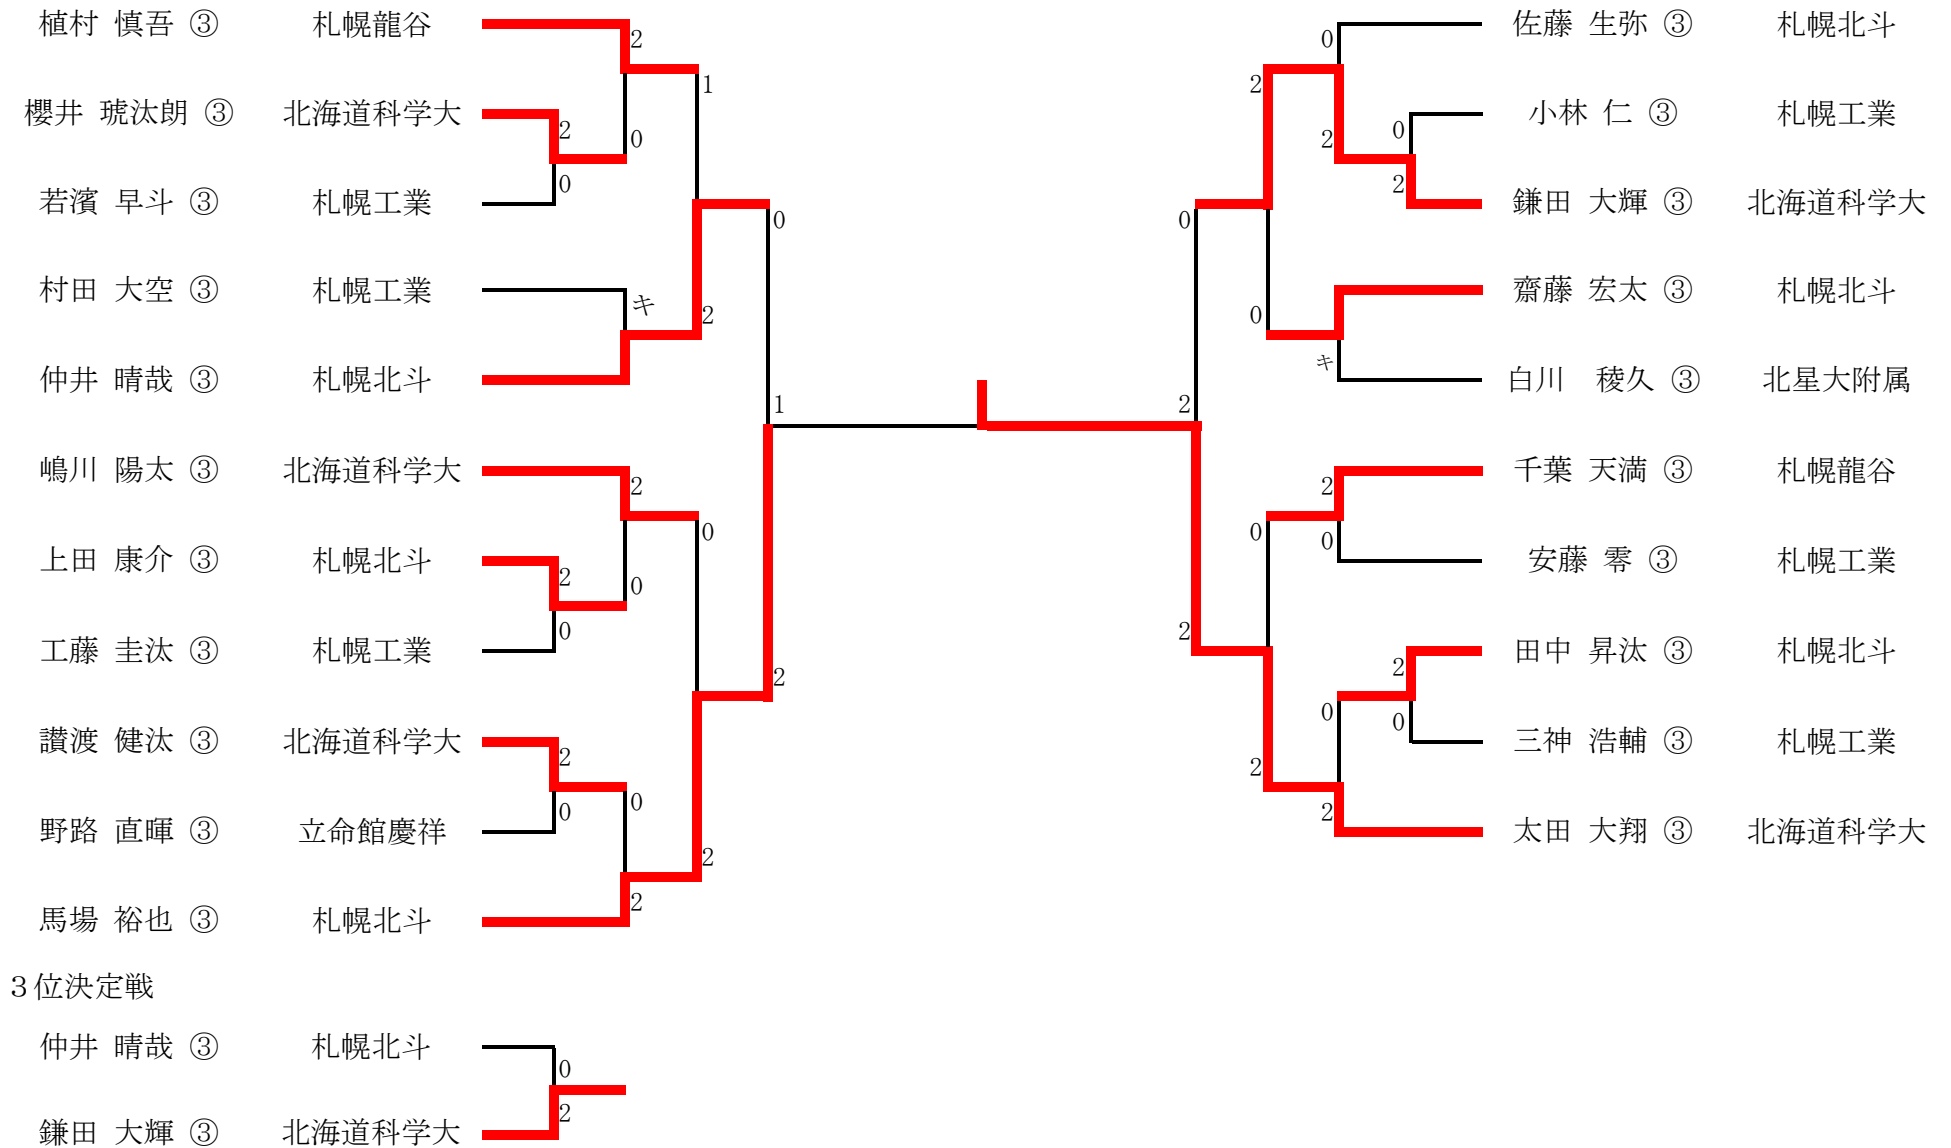 植村 慎吾 ③ 札幌龍谷
2
1
櫻井 琥汰朗 ③ 北海道科学大
2
0
0
若濱 早斗 ③ 札幌工業
0
村田 大空 ③ 札幌工業
キ
2
仲井 晴哉 ③ 札幌北斗
1
嶋川 陽太 ③ 北海道科学大
2
0
上田 康介 ③ 札幌北斗
2
0
0
工藤 圭汰 ③ 札幌工業
2
讃渡 健汰 ③ 北海道科学大
2
0
0
野路 直暉 ③ 立命館慶祥
2
2
馬場 裕也 ③ 札幌北斗
佐藤 生弥 ③ 札幌北斗
0
2
小林 仁 ③ 札幌工業
0
2
2
鎌田 大輝 ③ 北海道科学大
0
齋藤 宏太 ③ 札幌北斗
0
キ
白川 稜久 ③ 北星大附属
2
千葉 天満 ③ 札幌龍谷
2
0
0
安藤 零 ③ 札幌工業
2
田中 昇汰 ③ 札幌北斗
2
0
0
三神 浩輔 ③ 札幌工業
2
2
太田 大翔 ③ 北海道科学大
３位決定戦
仲井 晴哉 ③ 札幌北斗
0
2
鎌田 大輝 ③ 北海道科学大